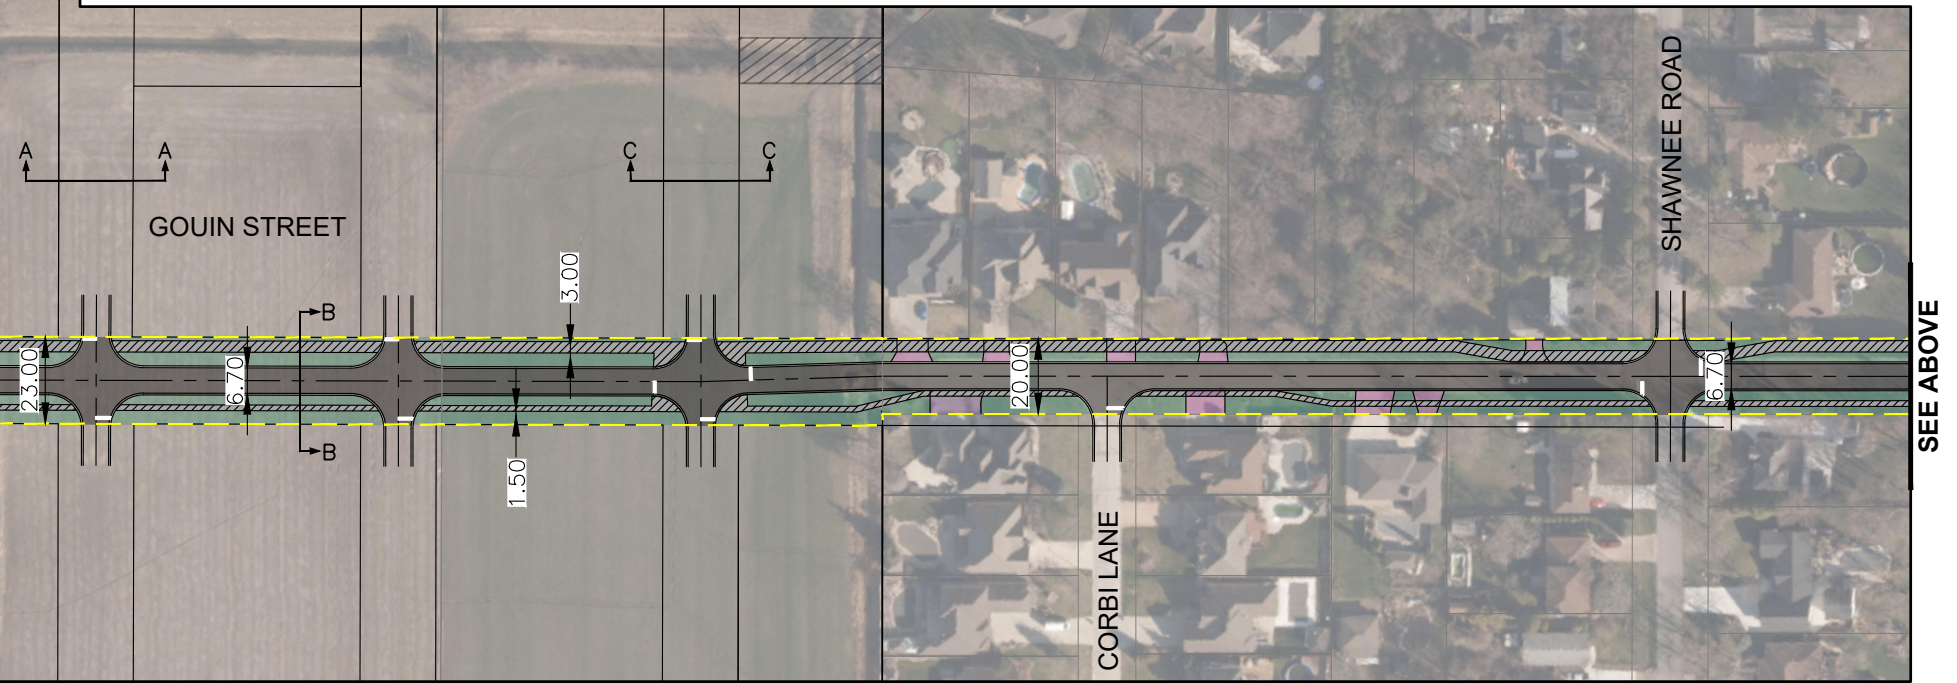 A
A
C
C
GOUIN STREET
SHAWNEE ROAD
3.00
B
B
23.00
6.70
20.00
6.70
1.50
CORBI LANE
SEE ABOVE